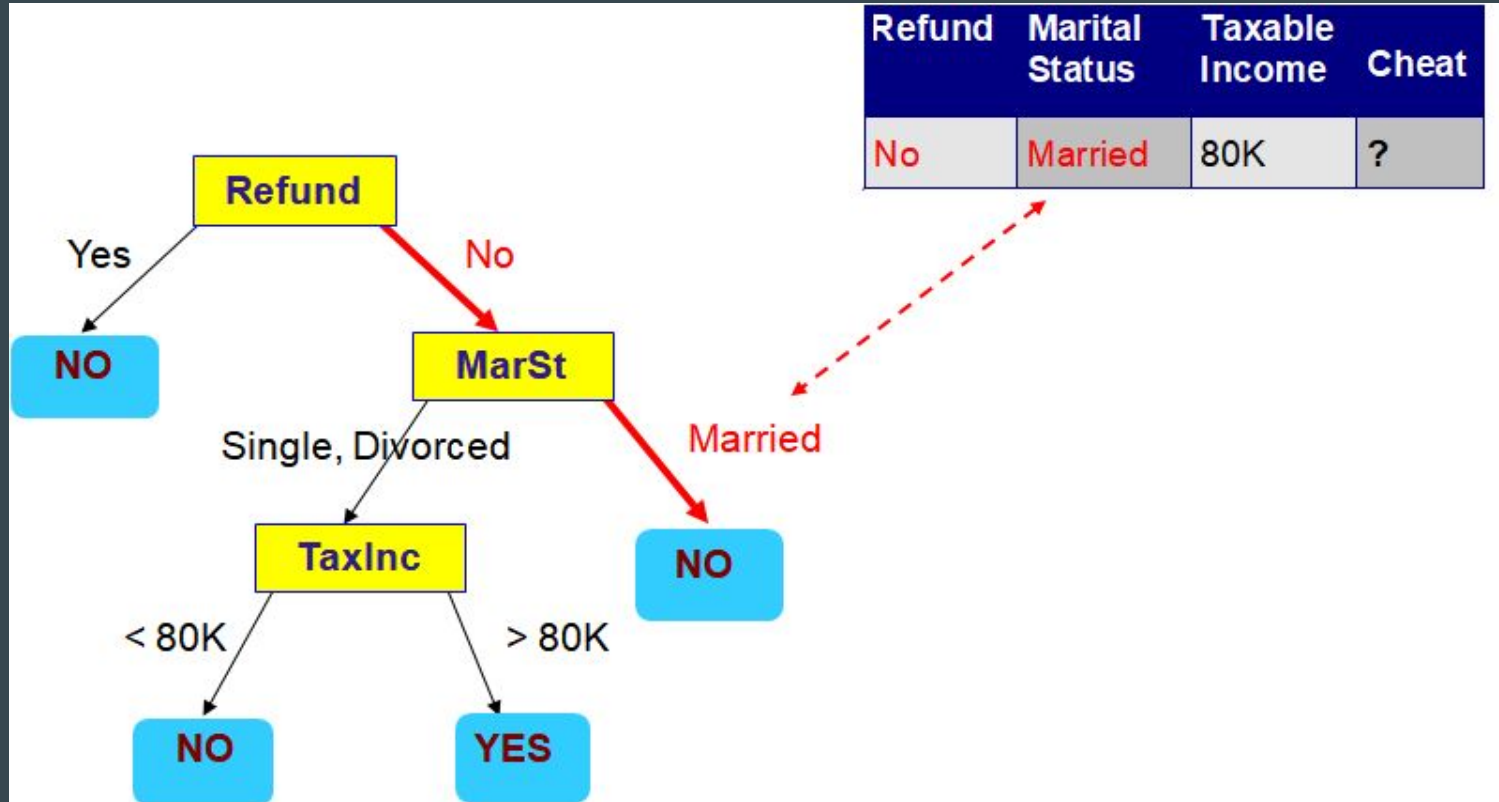 Refund Marital Status Taxable Income Cheat
No Married 80K ?
Refund
Yes No
NO
MarSt
Single, Divorced Married
TaxInc
NO
< 80K > 80K
NO YES